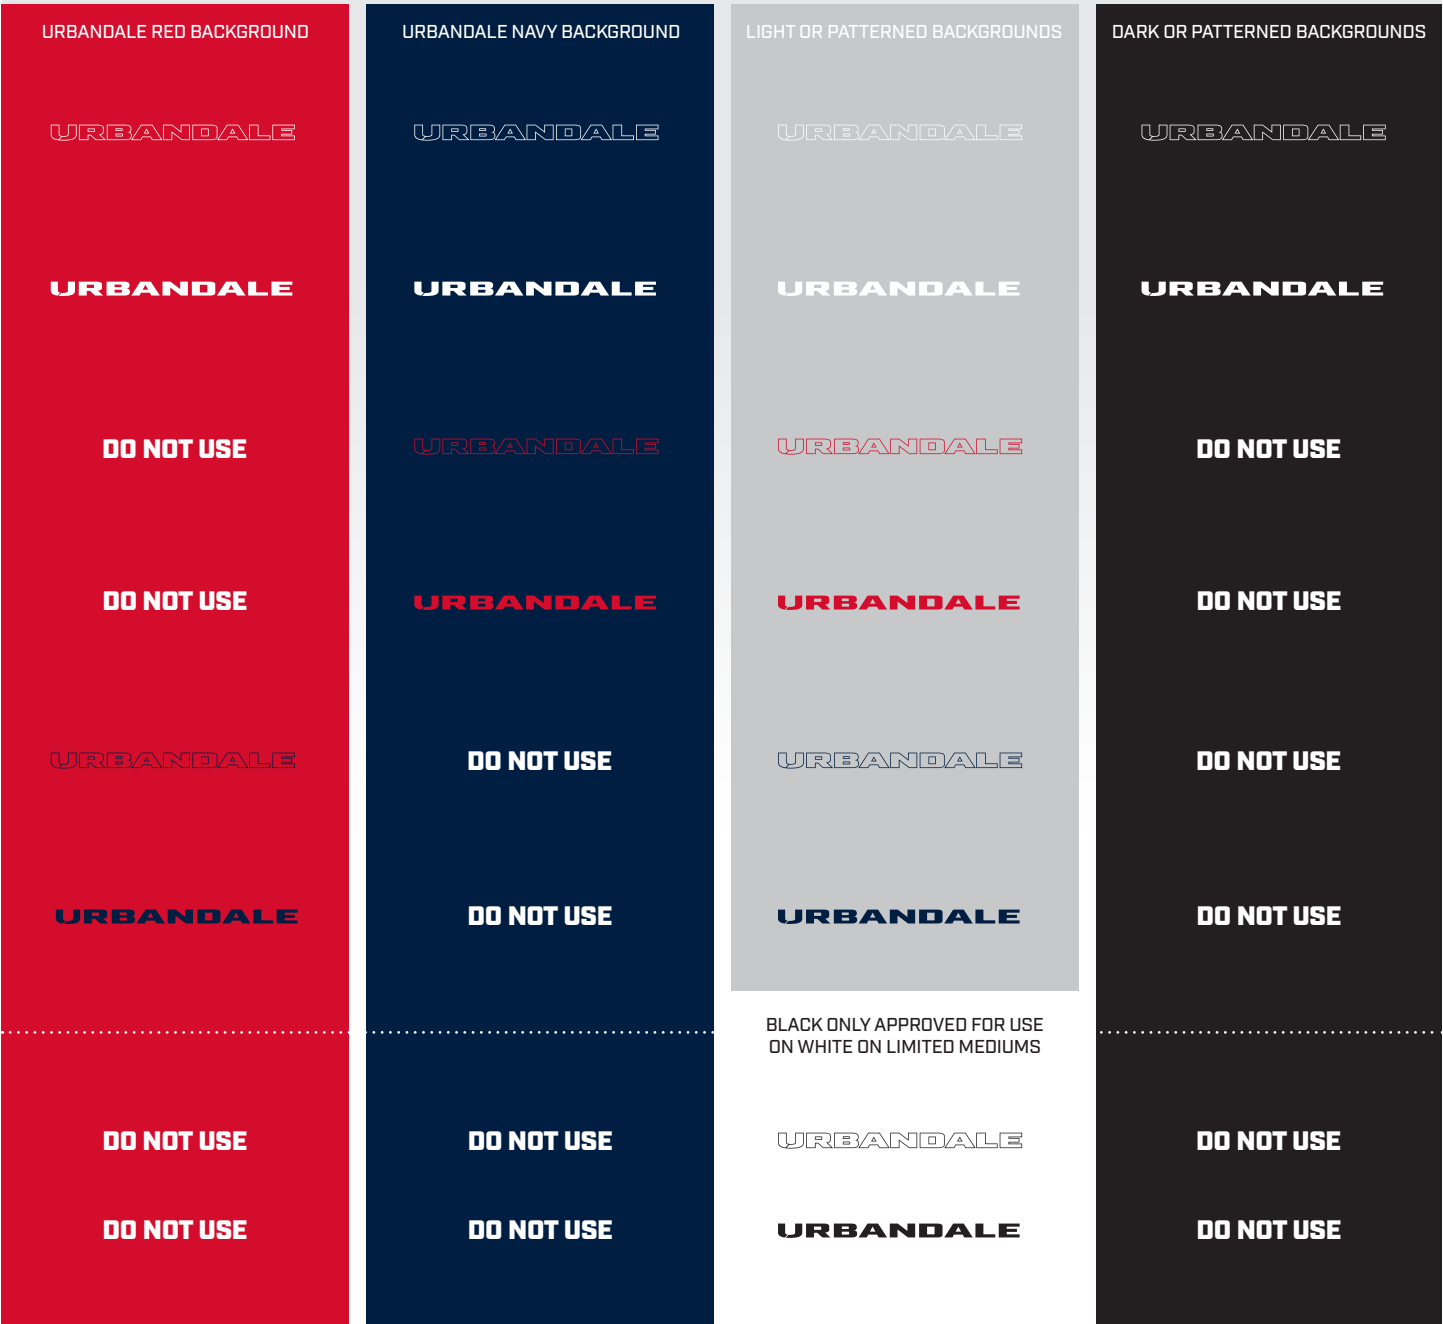 URBANDALE RED BACKGROUND
URBANDALE
URBANDALE
DO NOT USE
DO NOT USE
URBANDALE
URBANDALE
DO NOT USE
DO NOT USE
URBANDALE NAVY BACKGROUND
URBANDALE
URBANDALE
URBANDALE
URBANDALE
DO NOT USE
DO NOT USE
DO NOT USE
DO NOT USE
LIGHT OR PATTERNED BACKGROUNDS
URBANDALE
URBANDALE
URBANDALE
URBANDALE
URBANDALE
URBANDALE
BLACK ONLY APPROVED FOR USE
ON WHITE ON LIMITED MEDIUMS
URBANDALE
URBANDALE
DARK OR PATTERNED BACKGROUNDS
URBANDALE
URBANDALE
DO NOT USE
DO NOT USE
DO NOT USE
DO NOT USE
DO NOT USE
DO NOT USE